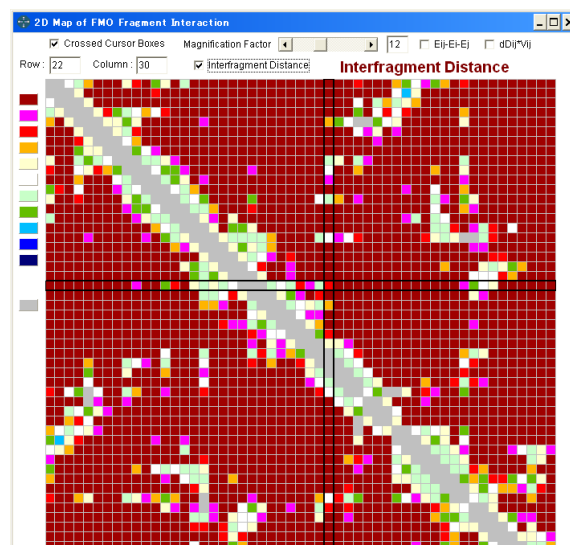 2D Map of FMO Fragment Interaction
Crossed Cursor Boxes Magnification Factor 12 Eij-Ei-Ej dDij*Vij
Row : 22 Column : 30 Interfragment Distance Interfragment Distance